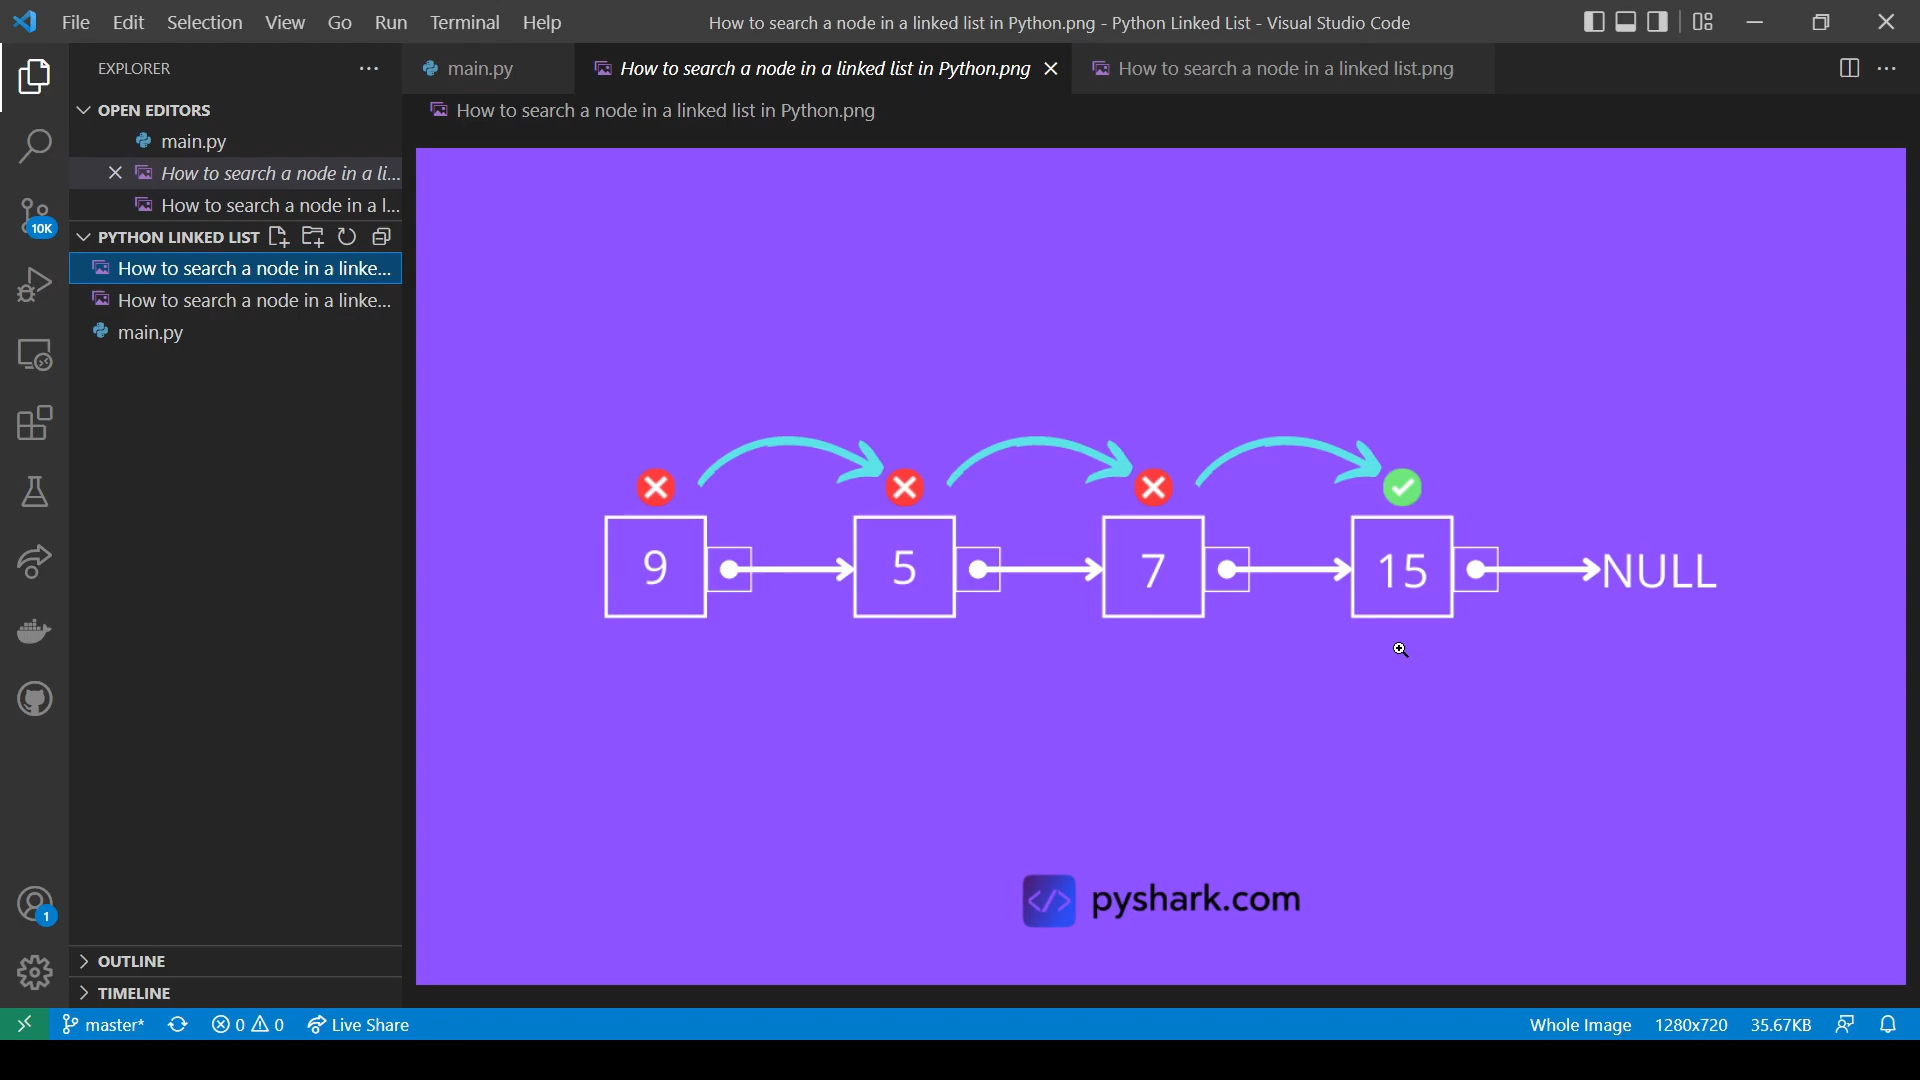 File Edit Selection View Go Run Terminal Help
How to search a node in a linked list in Python.png - Python Linked List - Visual Studio Code
EXPLORER
OPEN EDITORS
main.py
How to search a node in a li...
How to search a node in a l...
PYTHON LINKED LIST
How to search a node in a linke...
How to search a node in a linke...
main.py
OUTLINE
TIMELINE
10K
1
main.py
How to search a node in a linked list in Python.png
How to search a node in a linked list.png
How to search a node in a linked list in Python.png
9 5 7 15 NULL
</> pyshark.com
master* 0 0 Live Share
Whole Image 1280x720 35.67KB